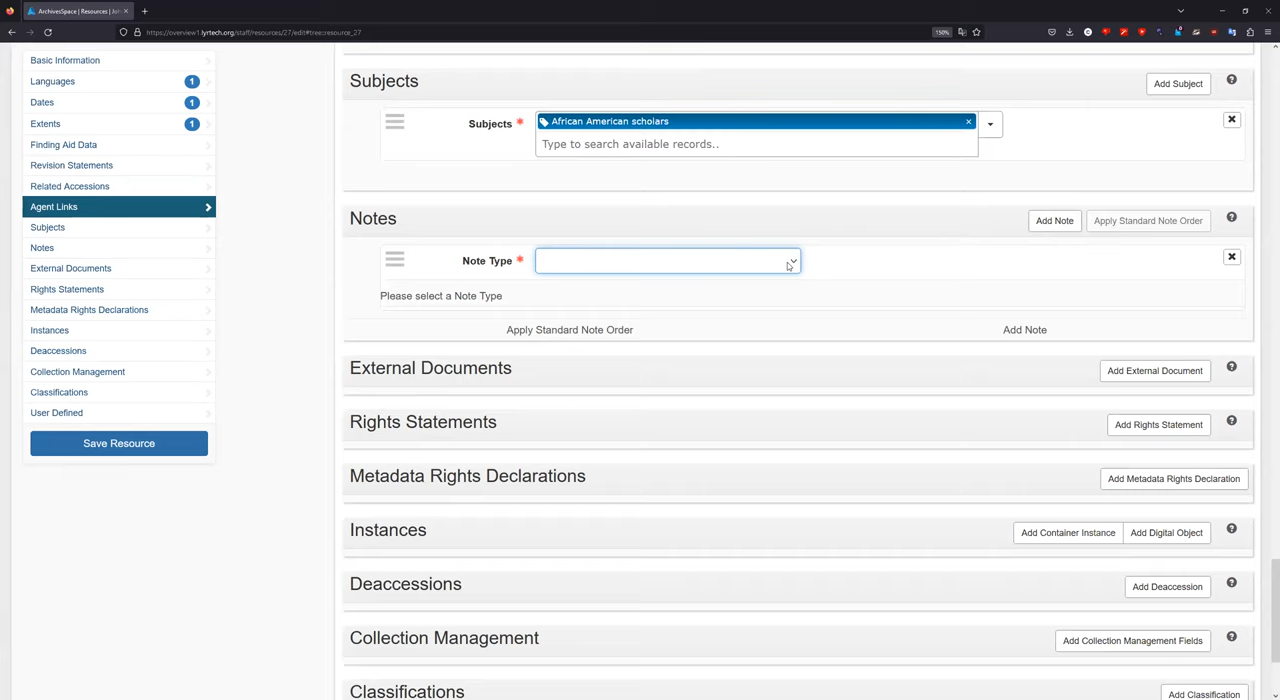 ArchivesSpace | Resources | Joh
https://overview1.lyrtech.org/staff/resources/27/edit#tree:resource_27
150%
Basic Information
Languages 1
Dates 1
Extents 1
Finding Aid Data
Revision Statements
Related Accessions
Agent Links
Subjects
Notes
External Documents
Rights Statements
Metadata Rights Declarations
Instances
Deaccessions
Collection Management
Classifications
User Defined
Save Resource
Subjects
Add Subject
Subjects *
African American scholars ×
Type to search available records..
Notes
Add Note
Apply Standard Note Order
Note Type *
Please select a Note Type
Apply Standard Note Order
Add Note
External Documents
Add External Document
Rights Statements
Add Rights Statement
Metadata Rights Declarations
Add Metadata Rights Declaration
Instances
Add Container Instance
Add Digital Object
Deaccessions
Add Deaccession
Collection Management
Add Collection Management Fields
Classifications
Add Classification